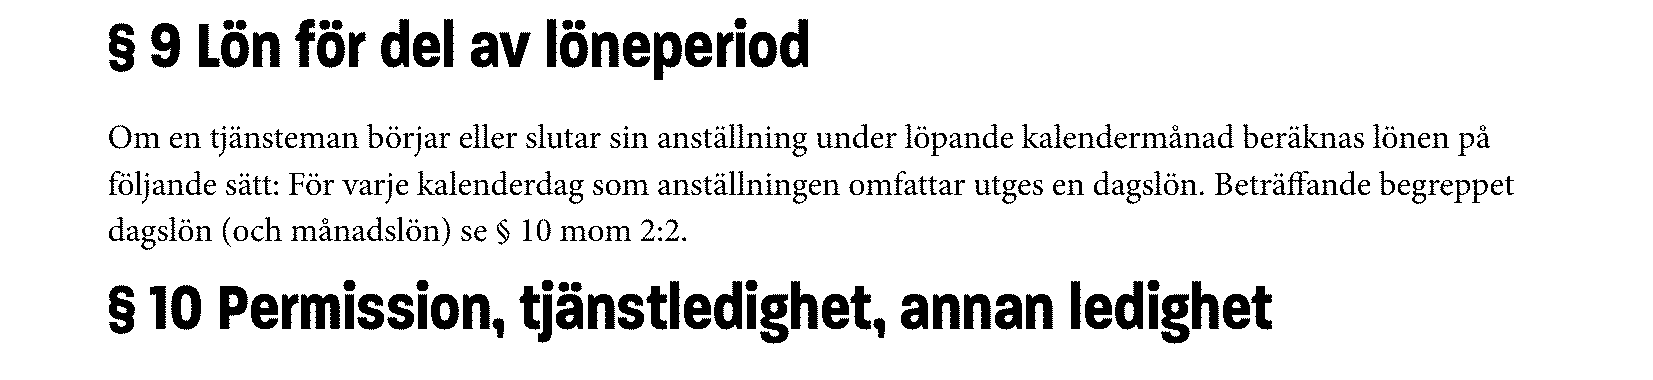 § 9 Lön för del av löneperiod
Om en tjänsteman börjar eller slutar sin anställning under löpande kalendermånad beräknas lönen på
följande sätt: För varje kalenderdag som anställningen omfattar utges en dagslön. Beträffande begreppet
dagslön (och månadslön) se § 10 mom 2:2.
§ 10 Permission, tjänstledighet, annan ledighet